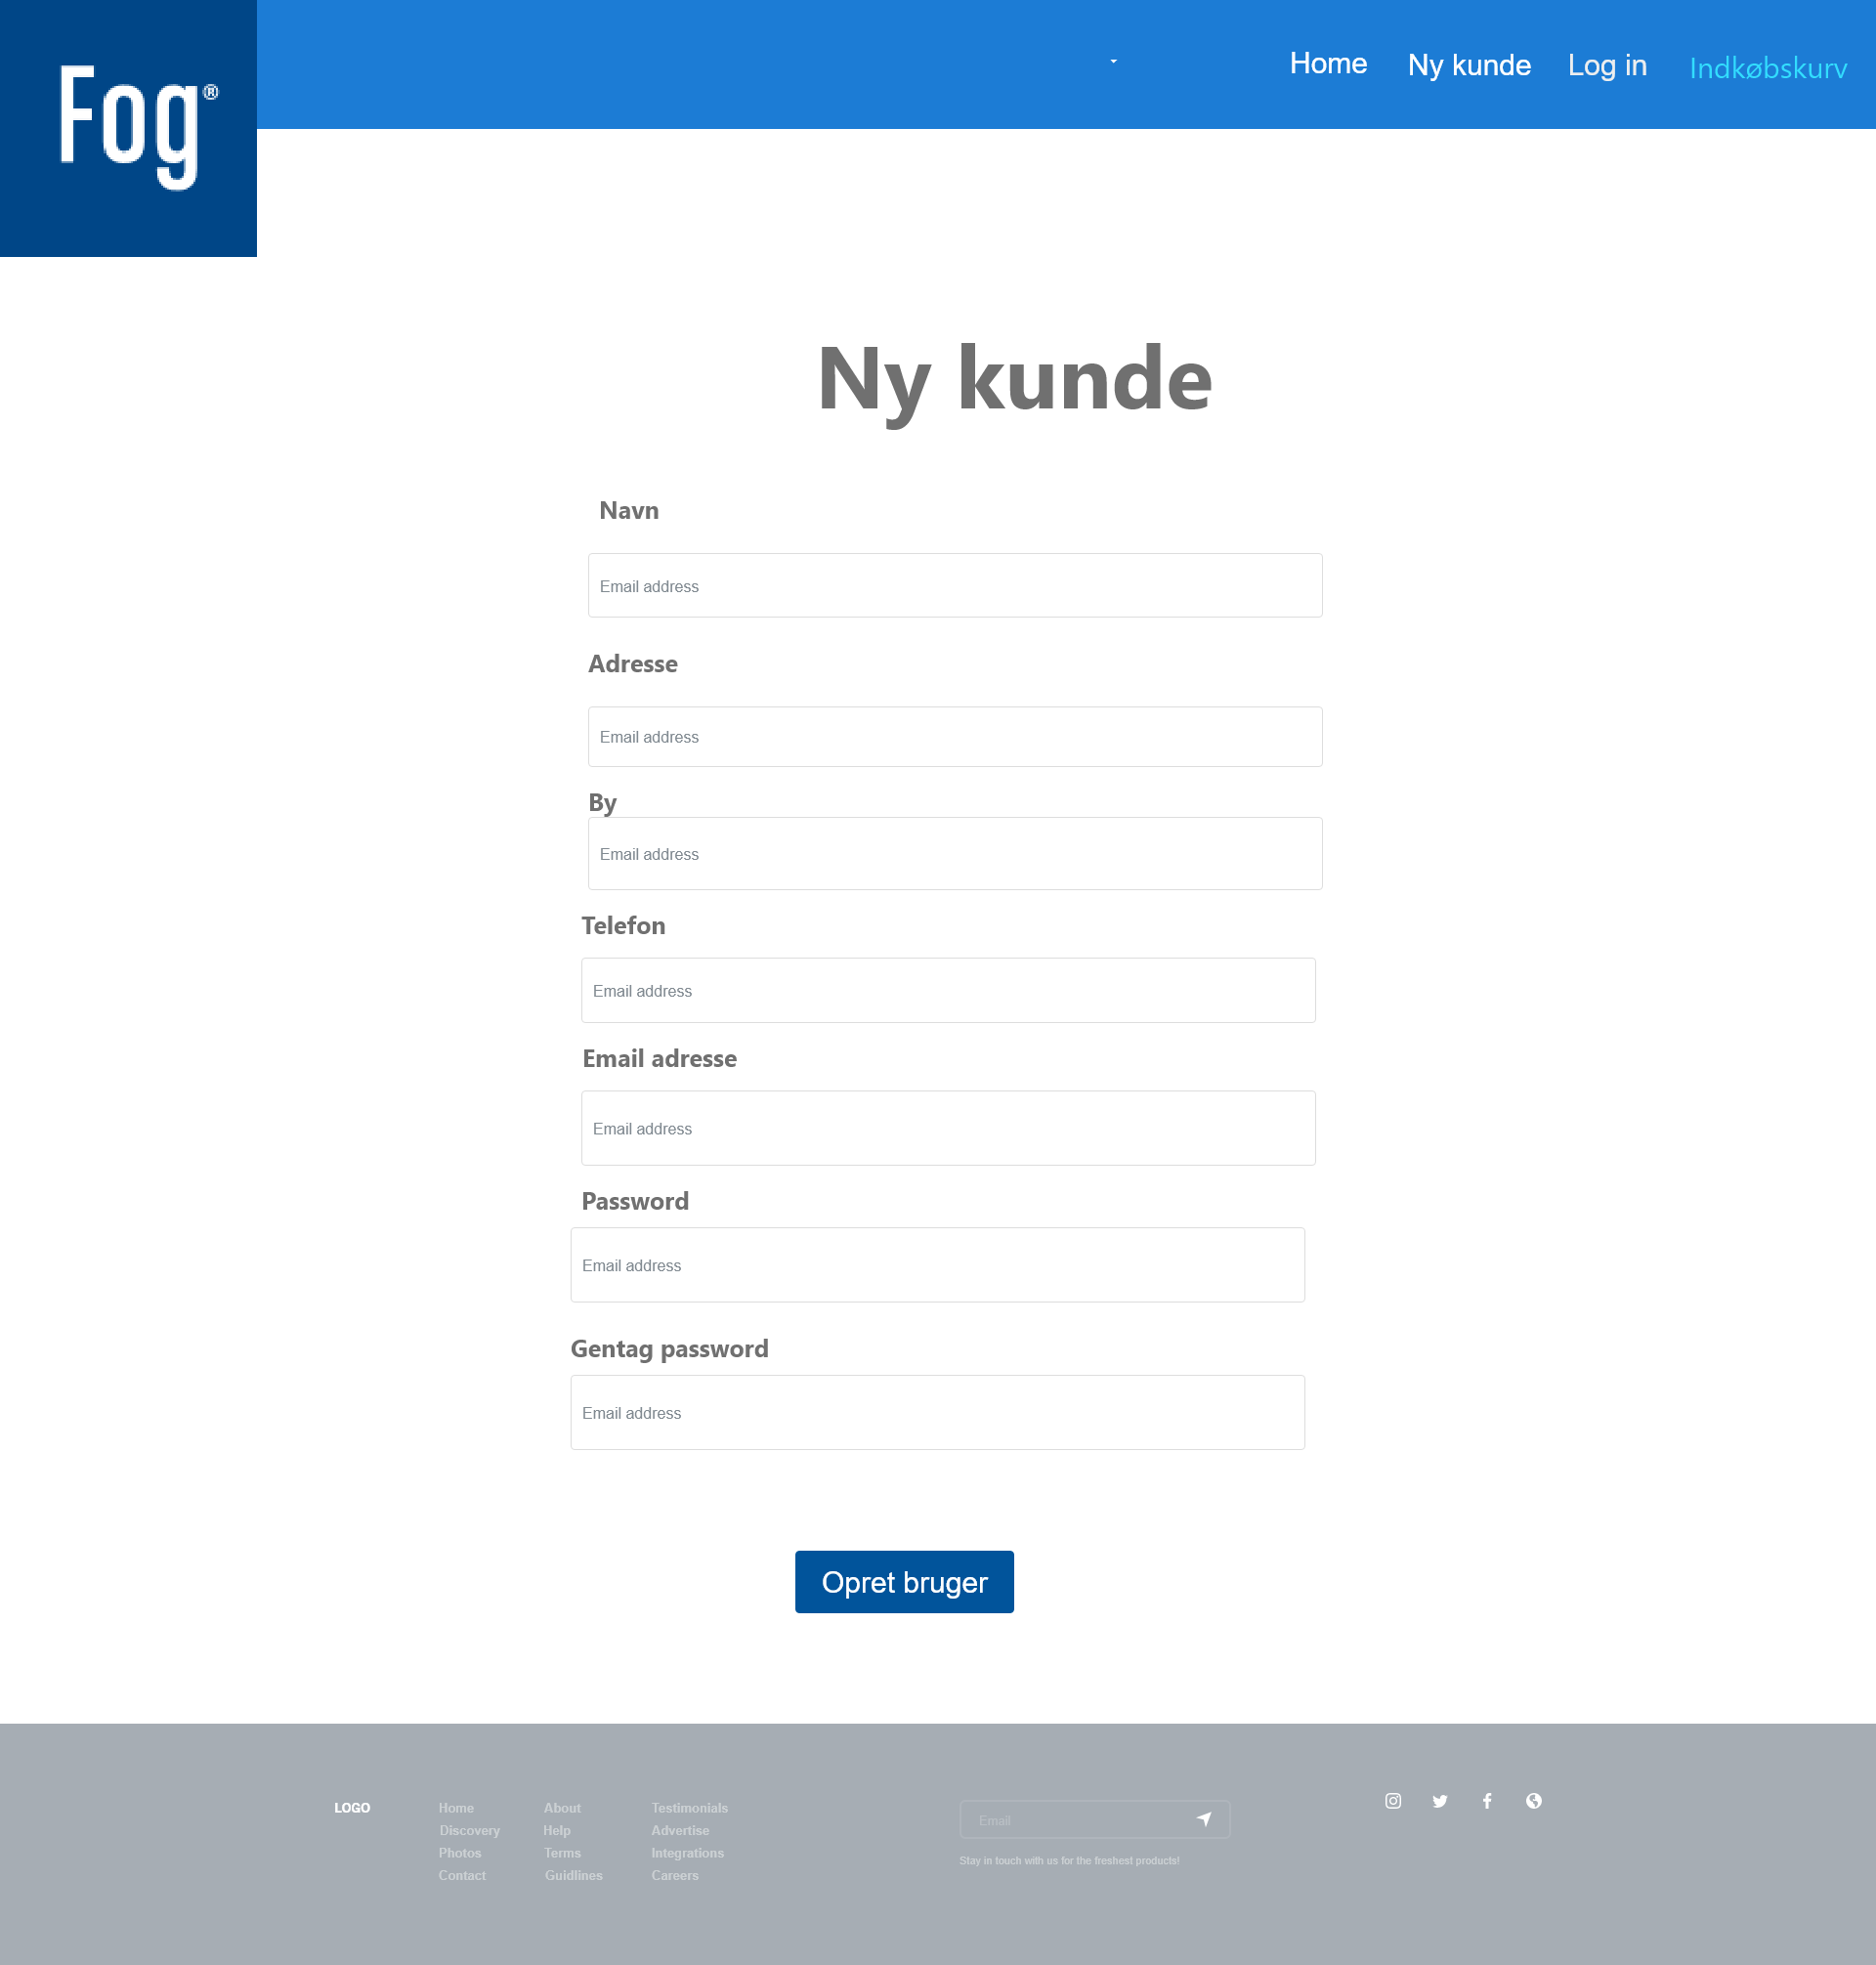 Fog®
Home Ny kunde Log in Indkøbskurv
Ny kunde
Navn
Email address
Adresse
Email address
By
Email address
Telefon
Email address
Email adresse
Email address
Password
Email address
Gentag password
Email address
Opret bruger
LOGO
Home
Discovery
Photos
Contact
About
Help
Terms
Guidlines
Testimonials
Advertise
Integrations
Careers
Email
Stay in touch with us for the freshest products!